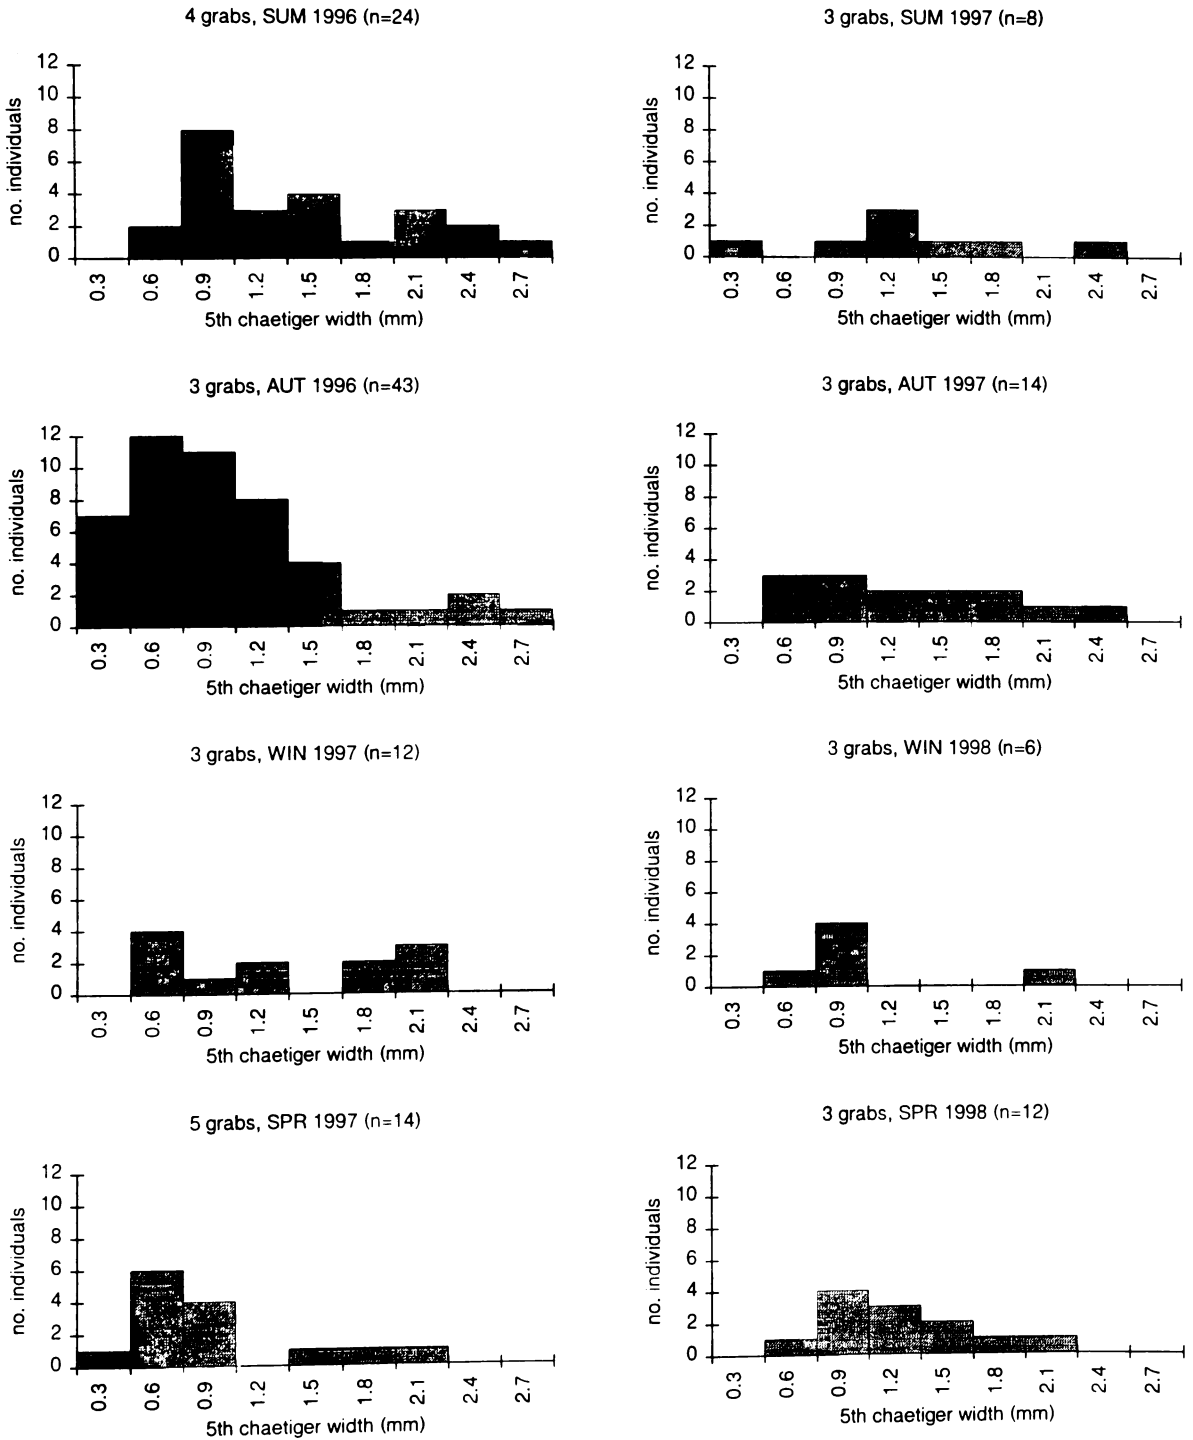 4 grabs, SUM 1996 (n=24)
12
10
8
6
4
2
0
no. individuals
0.3 0.6 0.9 1.2 1.5 1.8 2.1 2.4 2.7
5th chaetiger width (mm)
3 grabs, SUM 1997 (n=8)
12
10
8
6
4
2
0
no. individuals
0.3 0.6 0.9 1.2 1.5 1.8 2.1 2.4 2.7
5th chaetiger width (mm)
3 grabs, AUT 1996 (n=43)
12
10
8
6
4
2
0
no. individuals
0.3 0.6 0.9 1.2 1.5 1.8 2.1 2.4 2.7
5th chaetiger width (mm)
3 grabs, AUT 1997 (n=14)
12
10
8
6
4
2
0
no. individuals
0.3 0.6 0.9 1.2 1.5 1.8 2.1 2.4 2.7
5th chaetiger width (mm)
3 grabs, WIN 1997 (n=12)
12
10
8
6
4
2
0
no. individuals
0.3 0.6 0.9 1.2 1.5 1.8 2.1 2.4 2.7
5th chaetiger width (mm)
3 grabs, WIN 1998 (n=6)
12
10
8
6
4
2
0
no. individuals
0.3 0.6 0.9 1.2 1.5 1.8 2.1 2.4 2.7
5th chaetiger width (mm)
5 grabs, SPR 1997 (n=14)
12
10
8
6
4
2
0
no. individuals
0.3 0.6 0.9 1.2 1.5 1.8 2.1 2.4 2.7
5th chaetiger width (mm)
3 grabs, SPR 1998 (n=12)
12
10
8
6
4
2
0
no. individuals
0.3 0.6 0.9 1.2 1.5 1.8 2.1 2.4 2.7
5th chaetiger width (mm)